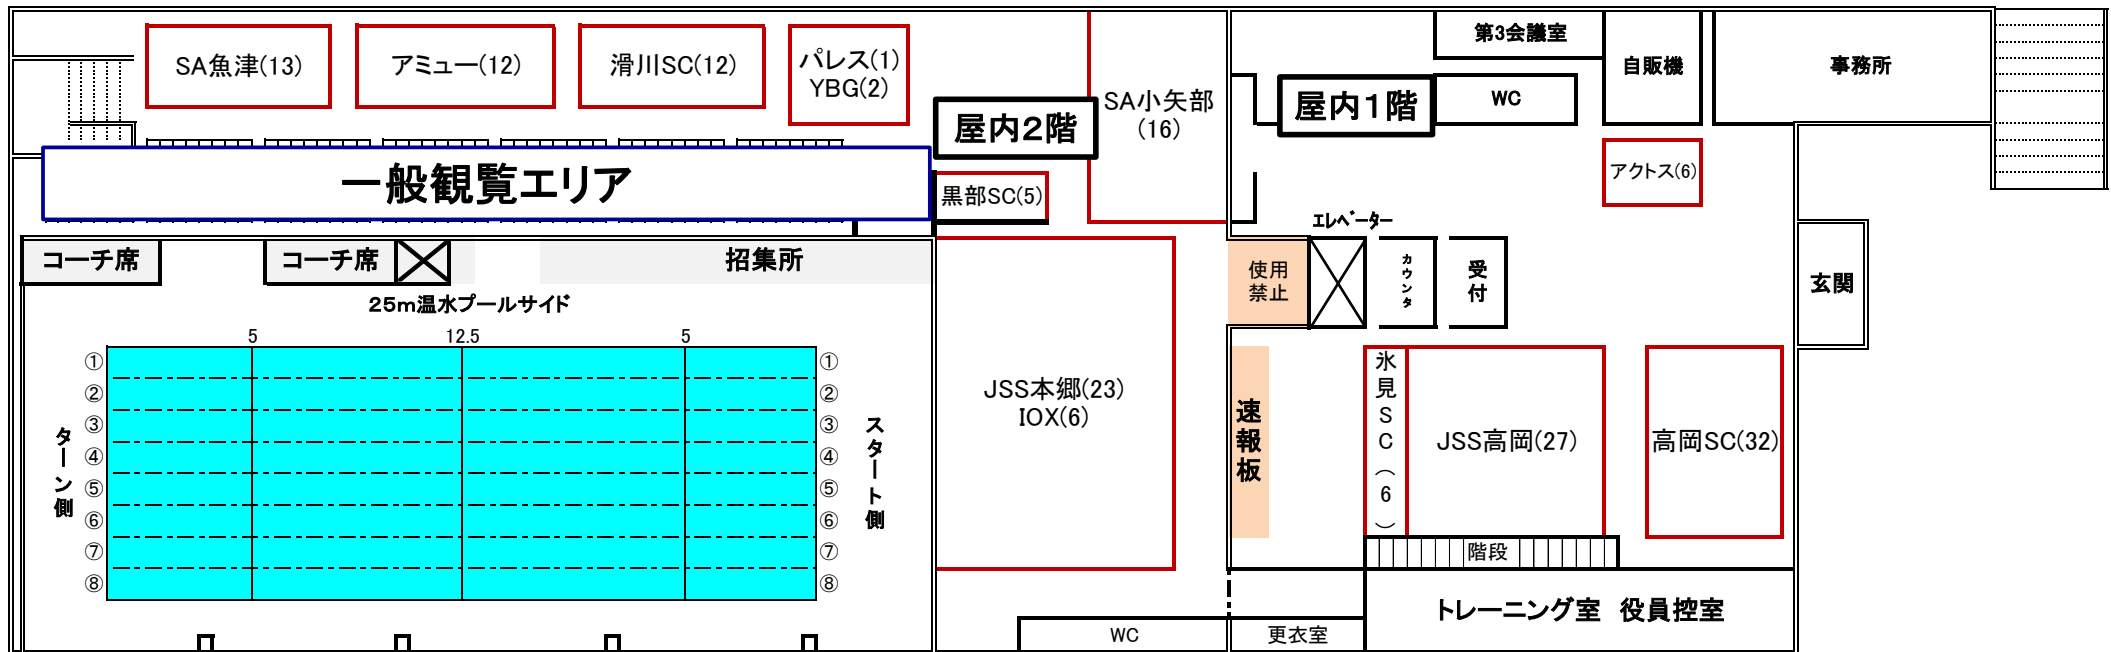 SA魚津(13)
アミュー(12)
滑川SC(12)
パレス(1)
YBG(2)
SA小矢部
(16)
第3会議室
自販機
事務所
屋内2階
屋内1階
WC
一般観覧エリア
黒部SC(5)
アクトス(6)
エレベーター
コーチ席
コーチ席
招集所
使用
禁止
カウンタ
受付
玄関
25m温水プールサイド
5
12.5
5
①
②
③
④
⑤
⑥
⑦
⑧
ターン側
①
②
③
④
⑤
⑥
⑦
⑧
スタート側
JSS本郷(23)
IOX(6)
速報板
氷見SC(6)
JSS高岡(27)
高岡SC(32)
階段
トレーニング室 役員控室
WC
更衣室